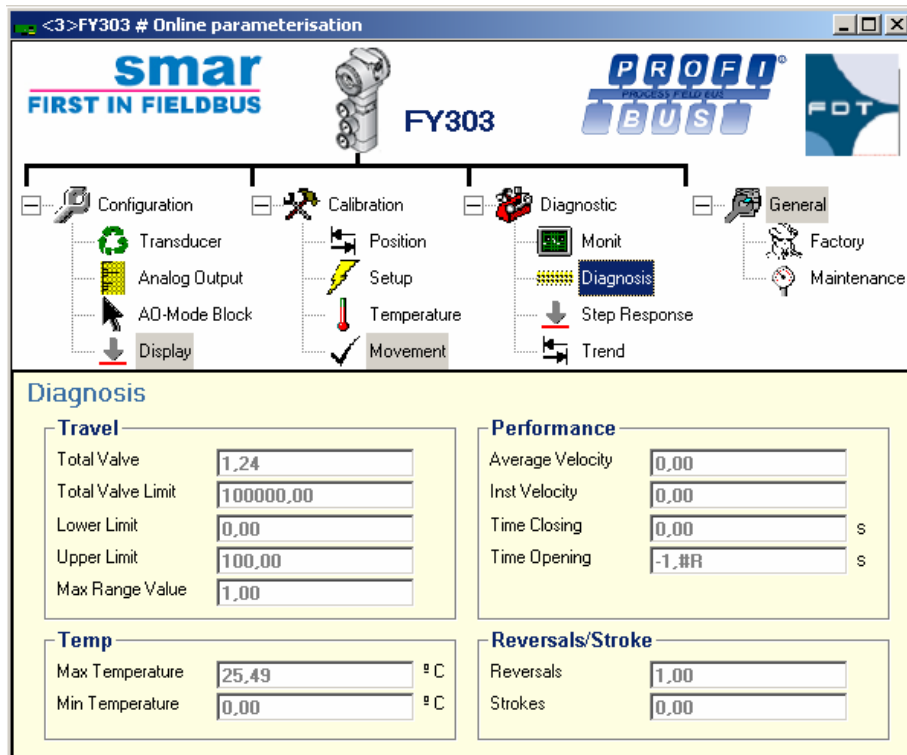 <3>FY303 # Online parameterisation
smar
FIRST IN FIELDBUS
FY303
PROFI
PROCESS FIELD BUS
BUS
®
FDT
Configuration
Transducer
Analog Output
AO-Mode Block
Display
Calibration
Position
Setup
Temperature
Movement
Diagnostic
Monit
Diagnosis
Step Response
Trend
General
Factory
Maintenance
Diagnosis
Travel
Total Valve 1,24
Total Valve Limit 100000,00
Lower Limit 0,00
Upper Limit 100,00
Max Range Value 1,00
Performance
Average Velocity 0,00
Inst Velocity 0,00
Time Closing 0,00 s
Time Opening -1,#R s
Temp
Max Temperature 25,49 ºC
Min Temperature 0,00 ºC
Reversals/Stroke
Reversals 1,00
Strokes 0,00